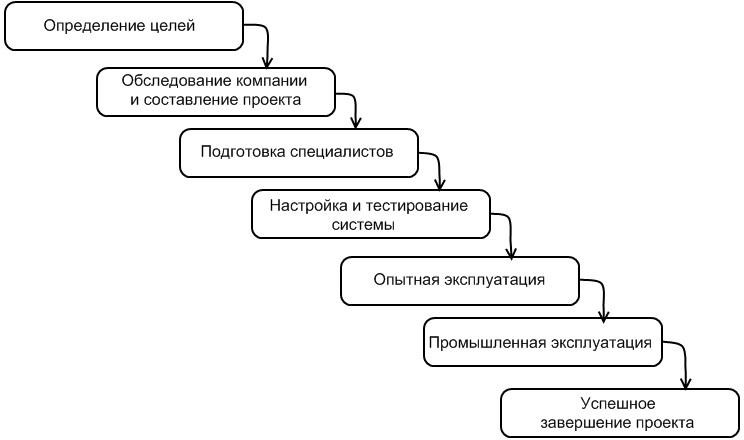 Определение целей
Обследование компании
и составление проекта
Подготовка специалистов
Настройка и тестирование
системы
Опытная эксплуатация
Промышленная эксплуатация
Успешное
завершение проекта